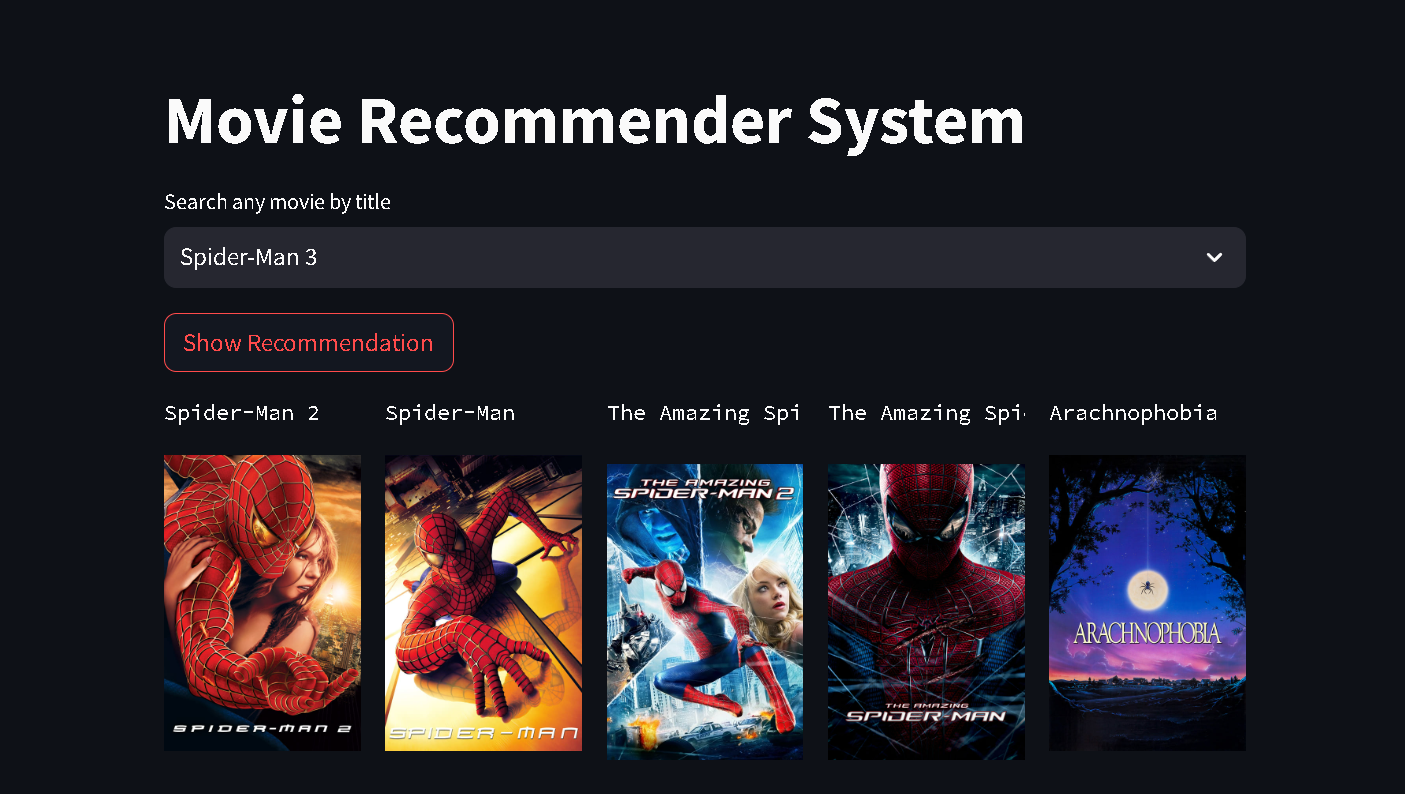 Movie Recommender System
Search any movie by title
Spider-Man 3
Show Recommendation
Spider-Man 2
Spider-Man
The Amazing Spi
The Amazing Spi
Arachnophobia
SPIDER-MAN 2
SPIDER-MAN
THE AMAZING
SPIDER-MAN 2
THE AMAZING
SPIDER-MAN
ARACHNOPHOBIA